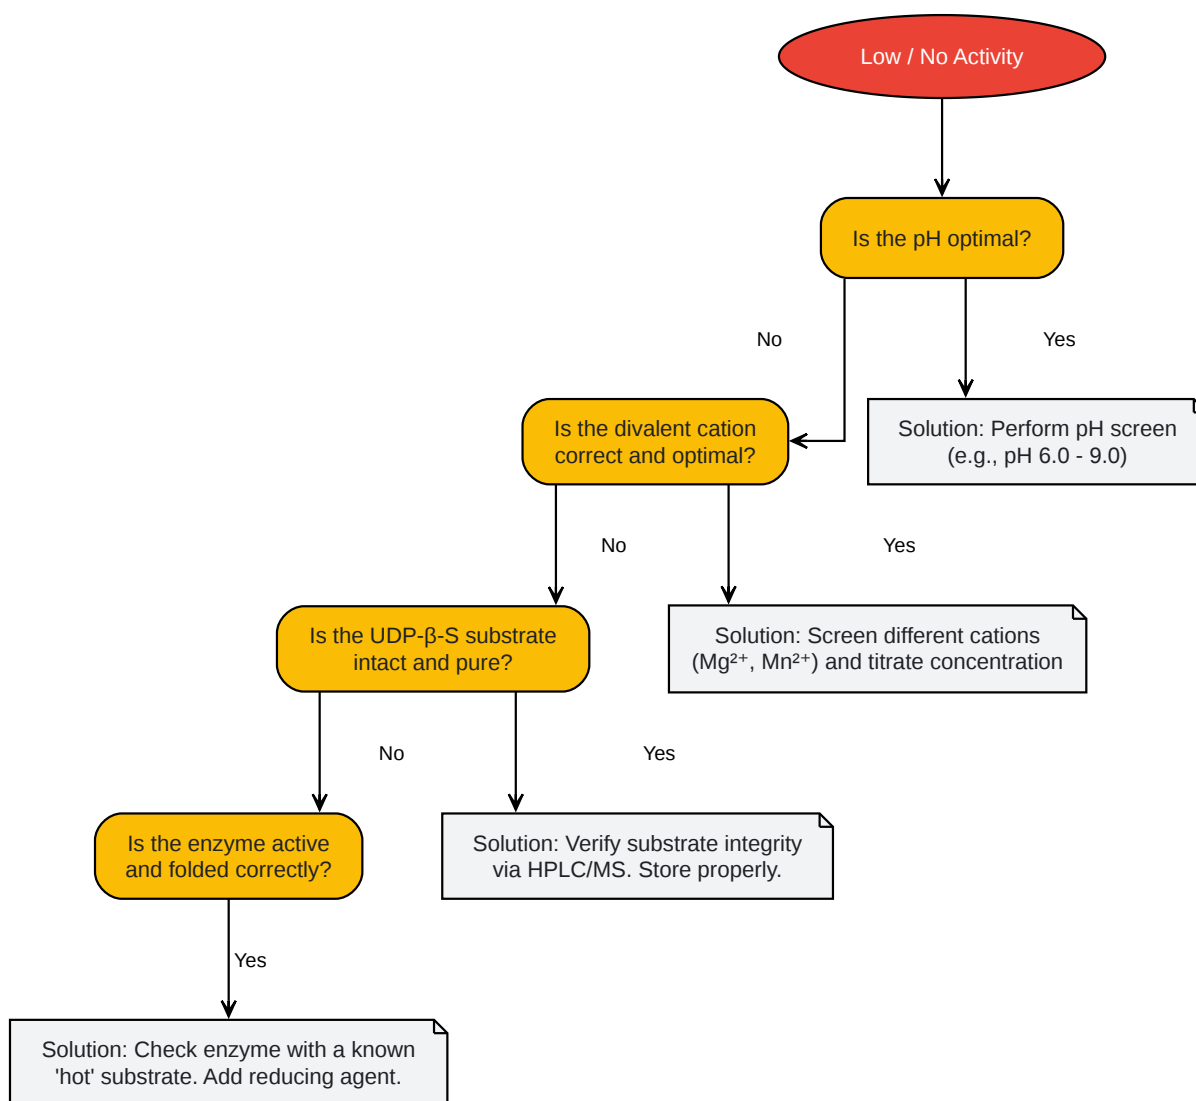 Low / No Activity
Is the pH optimal?
No
Yes
Is the divalent cation
correct and optimal?
Solution: Perform pH screen
(e.g., pH 6.0 - 9.0)
No
Yes
Is the UDP-β-S substrate
intact and pure?
Solution: Screen different cations
(Mg²⁺, Mn²⁺) and titrate concentration
No
Yes
Is the enzyme active
and folded correctly?
Solution: Verify substrate integrity
via HPLC/MS. Store properly.
Yes
Solution: Check enzyme with a known
'hot' substrate. Add reducing agent.